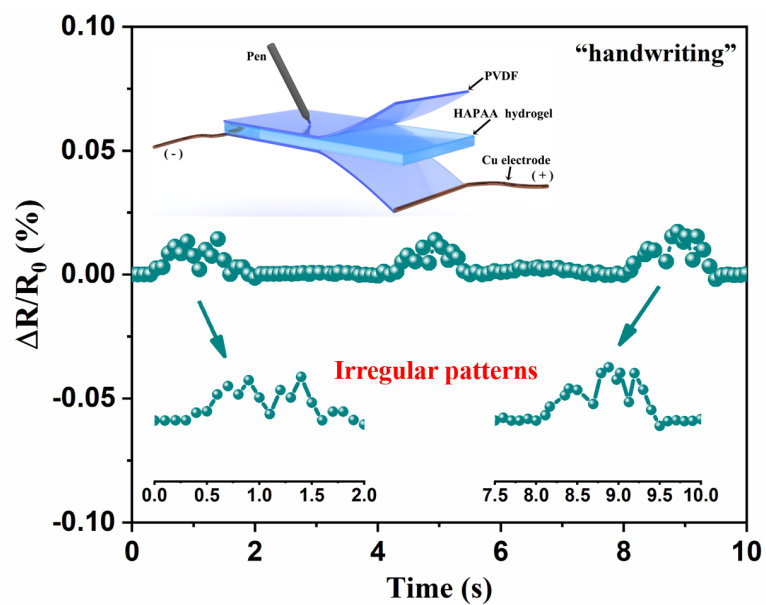 0.10
0.05
0.00
-0.05
-0.10
ΔR/R0 (%)
“handwriting”
Pen
PVDF
HAPAA hydrogel
Cu electrode
(-)
(+)
Irregular patterns
0.0 0.5 1.0 1.5 2.0
7.5 8.0 8.5 9.0 9.5 10.0
0 2 4 6 8 10
Time (s)